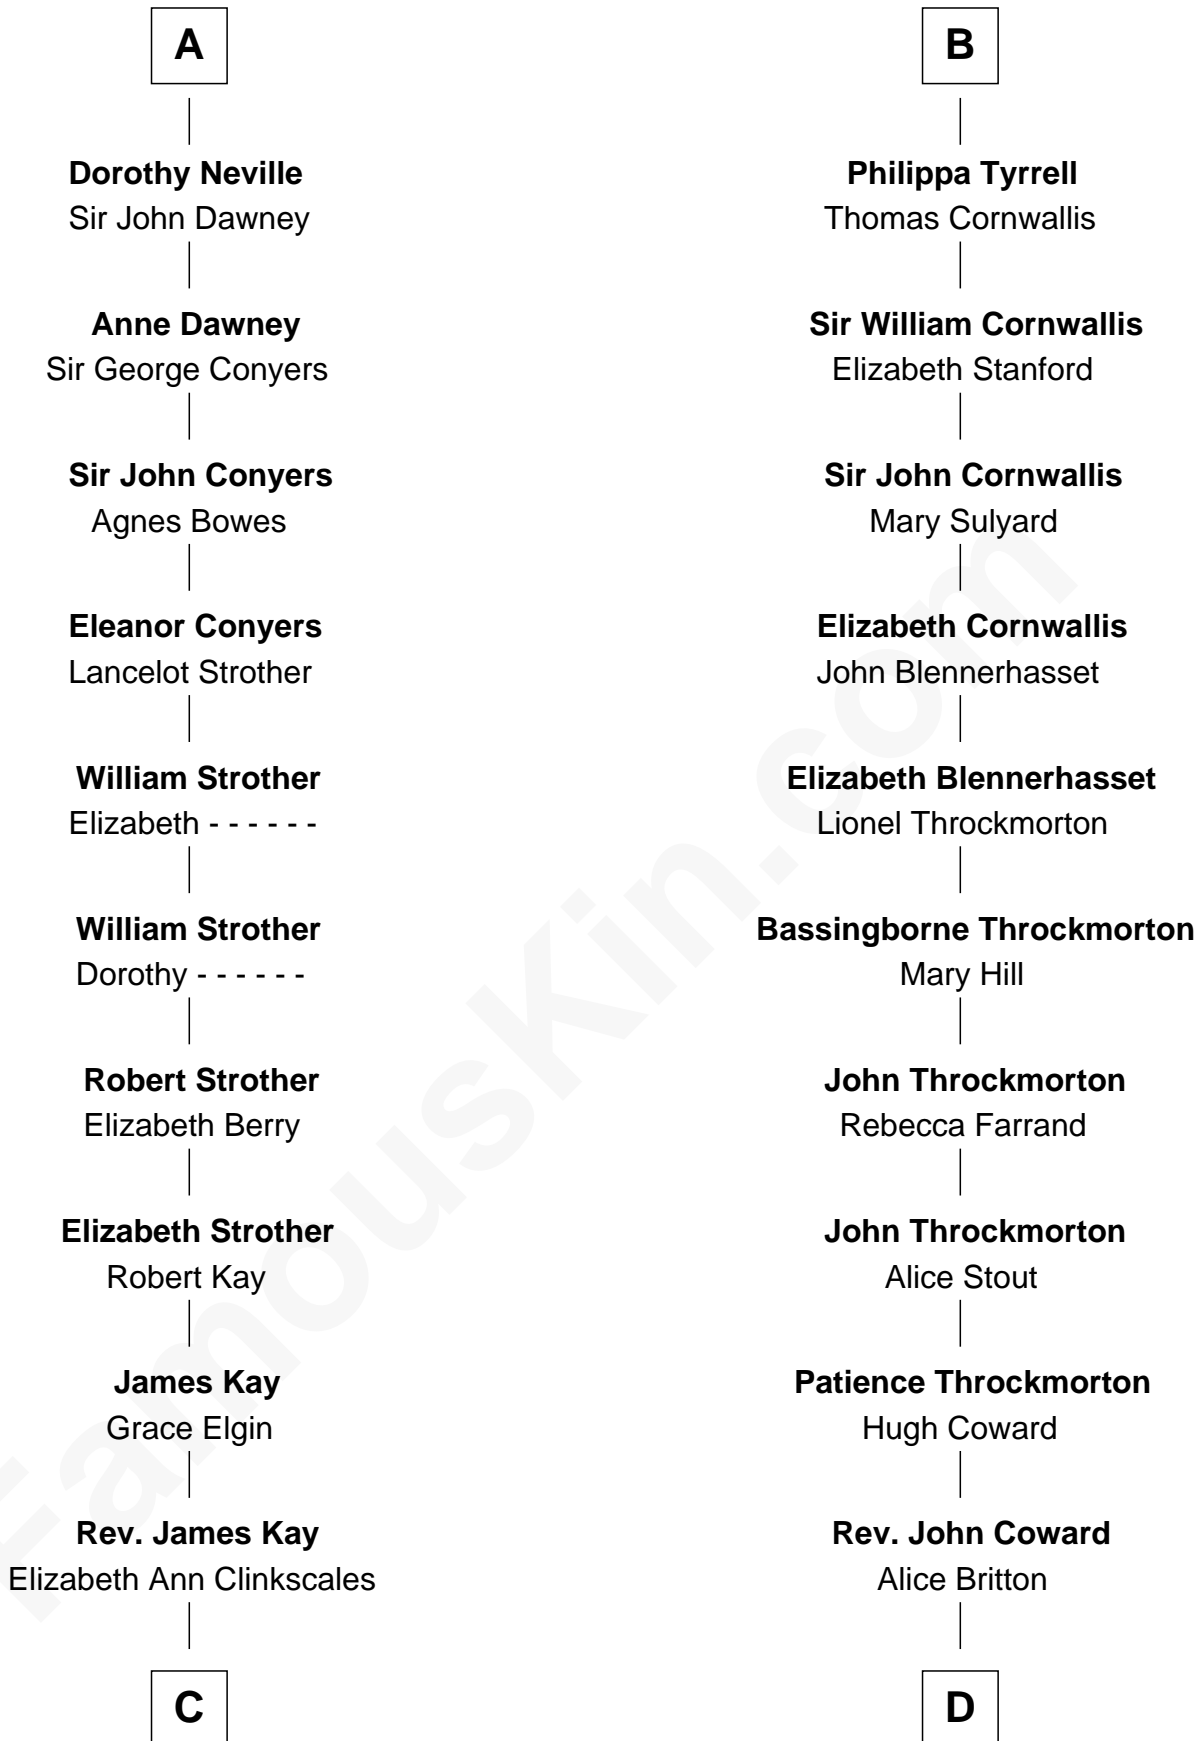 A
Dorothy Neville
Sir John Dawney
Anne Dawney
Sir George Conyers
Sir John Conyers
Agnes Bowes
Eleanor Conyers
Lancelot Strother
William Strother
Elizabeth - - - - - -
William Strother
Dorothy - - - - - -
Robert Strother
Elizabeth Berry
Elizabeth Strother
Robert Kay
James Kay
Grace Elgin
Rev. James Kay
Elizabeth Ann Clinkscales
C
B
Philippa Tyrrell
Thomas Cornwallis
Sir William Cornwallis
Elizabeth Stanford
Sir John Cornwallis
Mary Sulyard
Elizabeth Cornwallis
John Blennerhasset
Elizabeth Blennerhasset
Lionel Throckmorton
Bassingborne Throckmorton
Mary Hill
John Throckmorton
Rebecca Farrand
John Throckmorton
Alice Stout
Patience Throckmorton
Hugh Coward
Rev. John Coward
Alice Britton
D
FamousKin.com